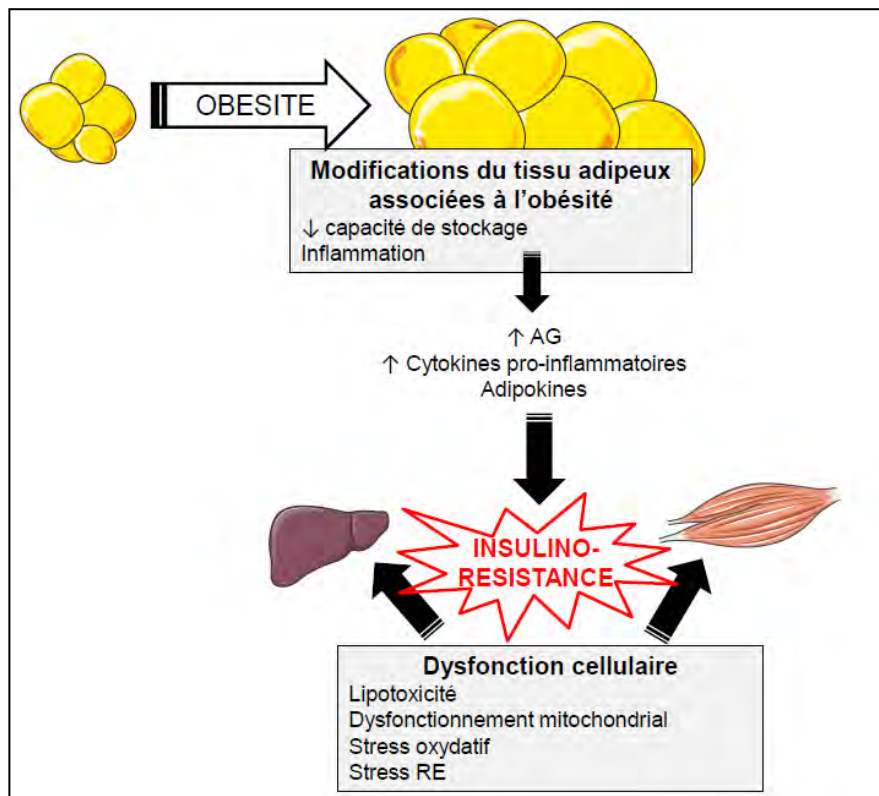 OBESITE
Modifications du tissu adipeux
associées à l'obésité
↓ capacité de stockage
Inflammation
↑ AG
↑ Cytokines pro-inflammatoires
Adipokines
INSULINO-
RESISTANCE
Dysfonction cellulaire
Lipotoxicité
Dysfonctionnement mitochondrial
Stress oxydatif
Stress RE